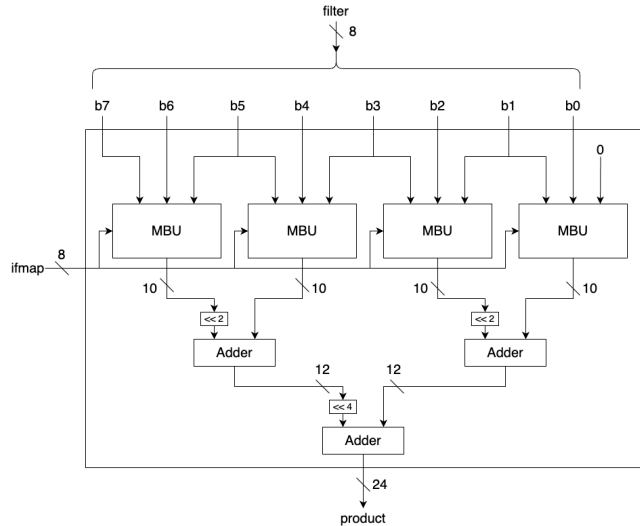 filter
8
b7 b6 b5 b4 b3 b2 b1 b0
0
MBU MBU MBU MBU
8
ifmap
10 10 10 10
<< 2 << 2
Adder Adder
12 12
<< 4
Adder
24
product